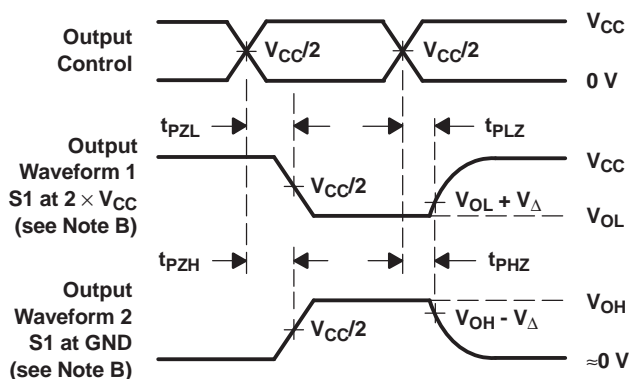 Output
Control
V_CC/2
V_CC/2
V_CC
0 V
t_PZL
t_PLZ
Output
Waveform 1
S1 at 2 × V_CC
(see Note B)
V_CC/2
V_CC
V_OL + V_Δ
V_OL
t_PZH
t_PHZ
Output
Waveform 2
S1 at GND
(see Note B)
V_CC/2
V_OH
V_OH - V_Δ
≈0 V